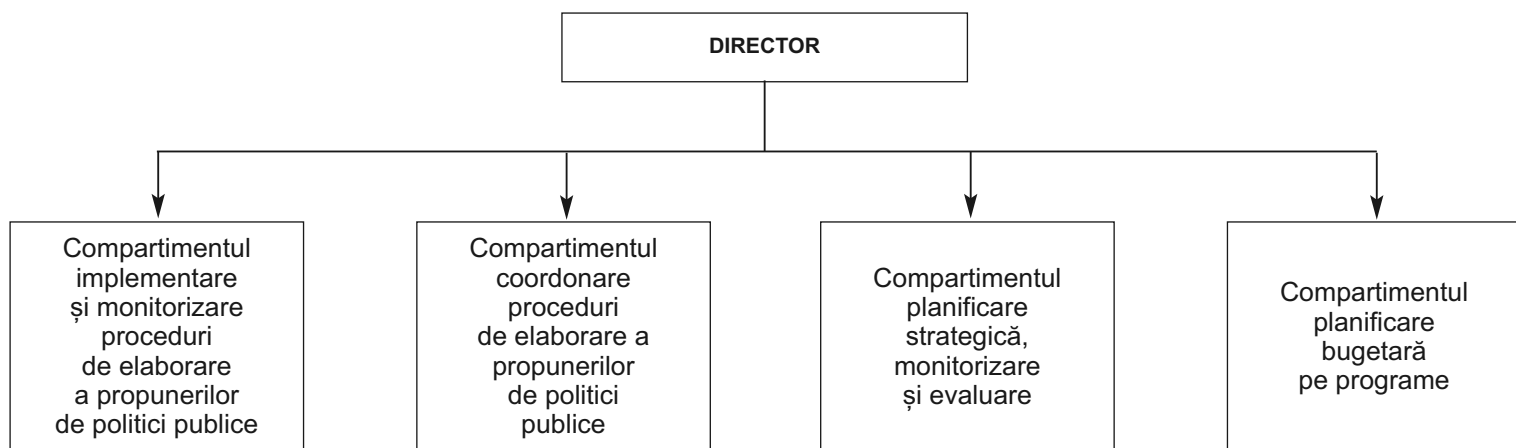 DIRECTOR
Compartimentul
implementare
și monitorizare
proceduri
de elaborare
a propunerilor
de politici publice
Compartimentul
coordonare
proceduri
de elaborare a
propunerilor
de politici
publice
Compartimentul
planificare
strategică,
monitorizare
și evaluare
Compartimentul
planificare
bugetară
pe programe